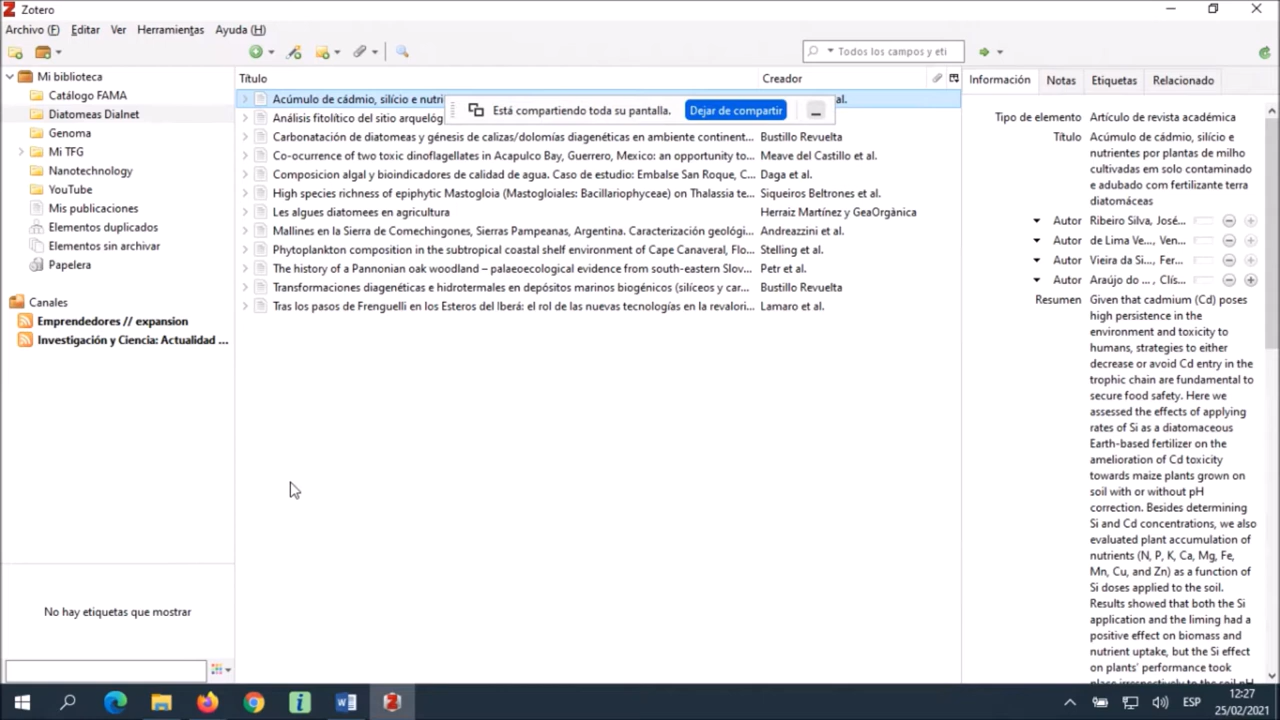 Zotero
Archivo (F) Editar Ver Herramientas Ayuda (H)
Todos los campos y eti
Mi biblioteca
Catálogo FAMA
Diatomeas Dialnet
Genoma
Mi TFG
Nanotechnology
YouTube
Mis publicaciones
Elementos duplicados
Elementos sin archivar
Papelera
Canales
Emprendedores // expansion
Investigación y Ciencia: Actualidad ...
No hay etiquetas que mostrar
Título Creador
Acúmulo de cádmio, silício e nutri al.
Está compartiendo toda su pantalla. Dejar de compartir
Análisis fitolítico del sitio arqueológ
Carbonatación de diatomeas y génesis de calizas/dolomías diagenéticas en ambiente continent... Bustillo Revuelta
Co-ocurrence of two toxic dinoflagellates in Acapulco Bay, Guerrero, Mexico: an opportunity to... Meave del Castillo et al.
Composicion algal y bioindicadores de calidad de agua. Caso de estudio: Embalse San Roque, C... Daga et al.
High species richness of epiphytic Mastogloia (Mastogloiales: Bacillariophyceae) on Thalassia te... Siqueiros Beltrones et al.
Les algues diatomees en agricultura Herraiz Martínez y GeaOrgànica
Mallines en la Sierra de Comechingones, Sierras Pampeanas, Argentina. Caracterización geológi... Andreazzini et al.
Phytoplankton composition in the subtropical coastal shelf environment of Cape Canaveral, Flo... Stelling et al.
The history of a Pannonian oak woodland – palaeoecological evidence from south-eastern Slov... Petr et al.
Transformaciones diagenéticas e hidrotermales en depósitos marinos biogénicos (silíceos y car... Bustillo Revuelta
Tras los pasos de Frenguelli en los Esteros del Iberá: el rol de las nuevas tecnologías en la revalori... Lamaro et al.
Información Notas Etiquetas Relacionado
Tipo de elemento Artículo de revista académica
Título Acúmulo de cádmio, silício e
nutrientes por plantas de milho
cultivadas em solo contaminado
e adubado com fertilizante terra
diatomáceas
Autor Ribeiro Silva, José...
Autor de Lima Ve..., Ven...
Autor Vieira da Si..., Fer...
Autor Araújo do ..., Clís...
Resumen Given that cadmium (Cd) poses
high persistence in the
environment and toxicity to
humans, strategies to either
decrease or avoid Cd entry in the
trophic chain are fundamental to
secure food safety. Here we
assessed the effects of applying
rates of Si as a diatomaceous
Earth-based fertilizer on the
amelioration of Cd toxicity
towards maize plants grown on
soil with or without pH
correction. Besides determining
Si and Cd concentrations, we also
evaluated plant accumulation of
nutrients (N, P, K, Ca, Mg, Fe,
Mn, Cu, and Zn) as a function of
Si doses applied to the soil.
Results showed that both the Si
application and the liming had a
positive effect on biomass and
nutrient uptake, but the Si effect
on plants' performance took
place irrespectively to the soil pH
ESP
12:27
25/02/2021